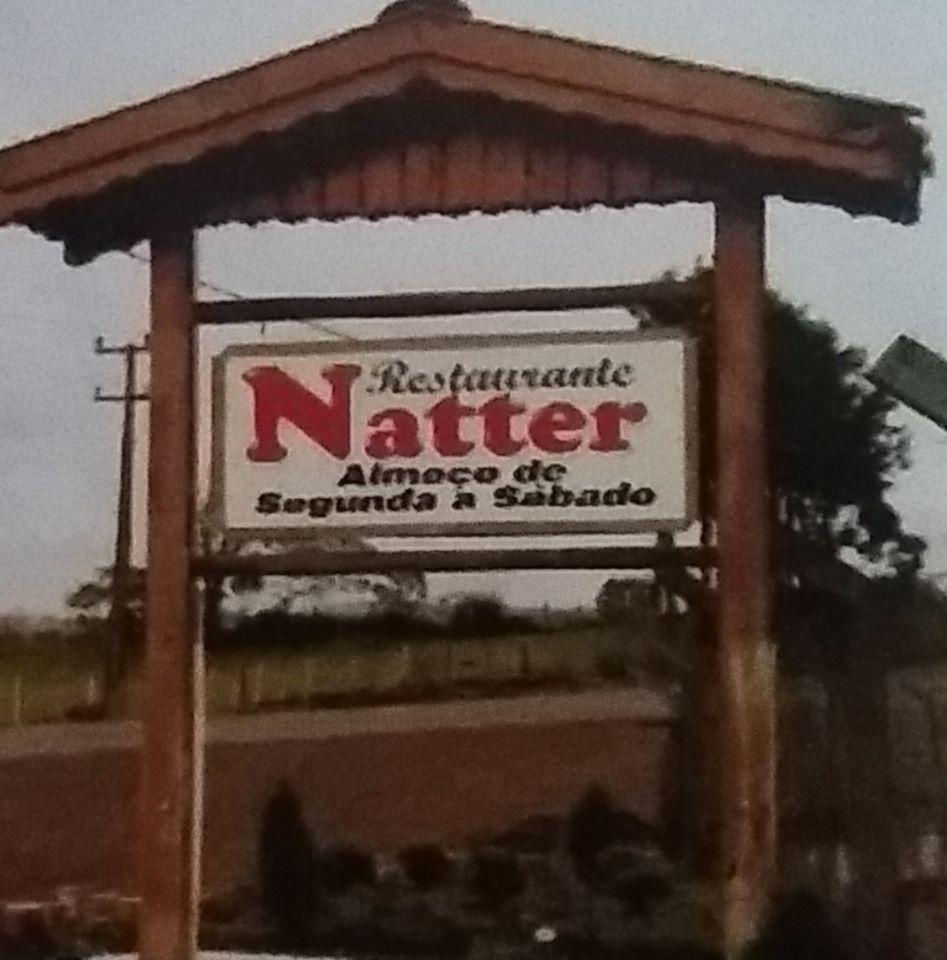 Restaurante
Natter
Almoço de
Segunda à Sábado